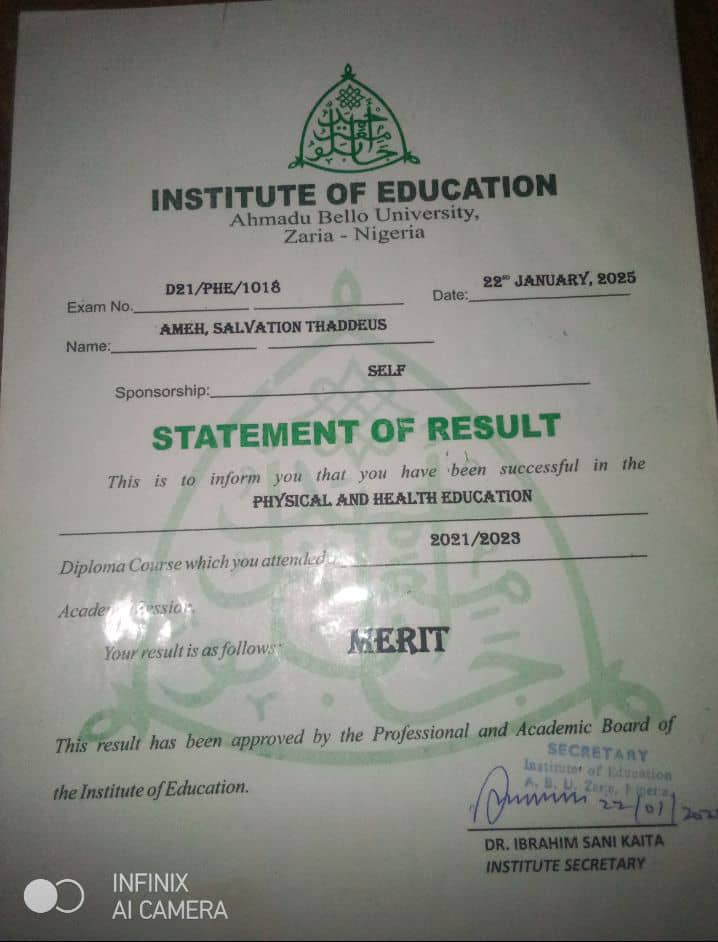 INSTITUTE OF EDUCATION
Ahmadu Bello University,
Zaria - Nigeria
Exam No. D21/PHE/1018 Date: 22ND JANUARY, 2025
Name: AMEH, SALVATION THADDEUS
Sponsorship: SELF
STATEMENT OF RESULT
This is to inform you that you have been successful in the
PHYSICAL AND HEALTH EDUCATION
Diploma Course which you attended 2021/2023
Your result is as follows: MERIT
This result has been approved by the Professional and Academic Board of
the Institute of Education.
SECRETARY
Institute of Education
A. B. U. Zaria,
22/01/
DR. IBRAHIM SANI KAITA
INSTITUTE SECRETARY
INFINIX
AI CAMERA